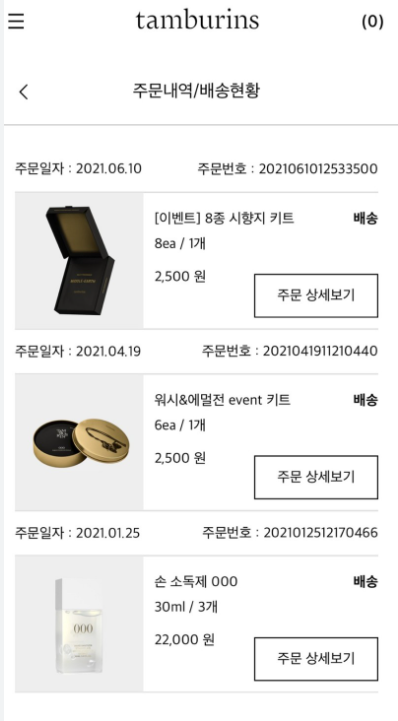 tamburins
(0)
주문내역/배송현황
주문일자 : 2021.06.10 주문번호 : 2021061012533500
[이벤트] 8종 시향지 키트 배송
8ea / 1개
2,500 원
주문 상세보기
주문일자 : 2021.04.19 주문번호 : 2021041911210440
워시&에멀전 event 키트 배송
6ea / 1개
2,500 원
주문 상세보기
주문일자 : 2021.01.25 주문번호 : 2021012512170466
손 소독제 000 배송
30ml / 3개
22,000 원
주문 상세보기
000